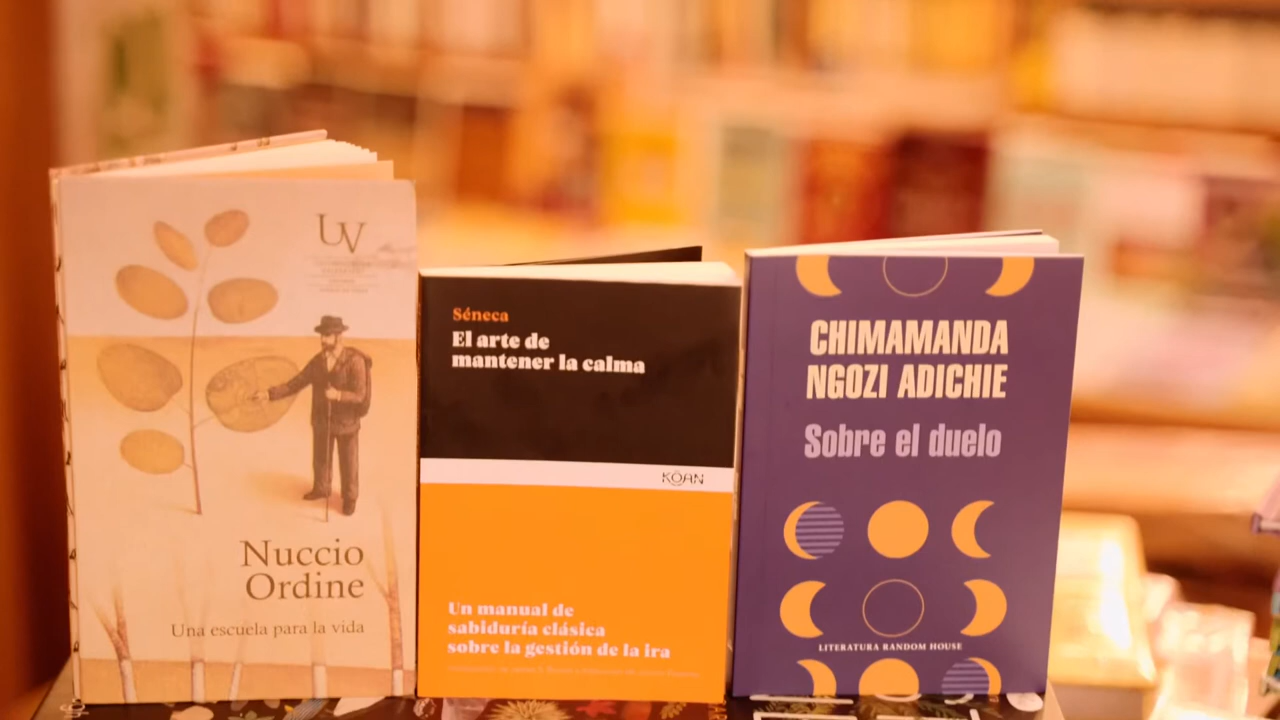 UV
Nuccio
Ordine
Una escuela para la vida
Séneca
El arte de
mantener la calma
KŌAN
Un manual de
sabiduría clásica
sobre la gestión de la ira
CHIMAMANDA
NGOZI ADICHIE
Sobre el duelo
LITERATURA RANDOM HOUSE